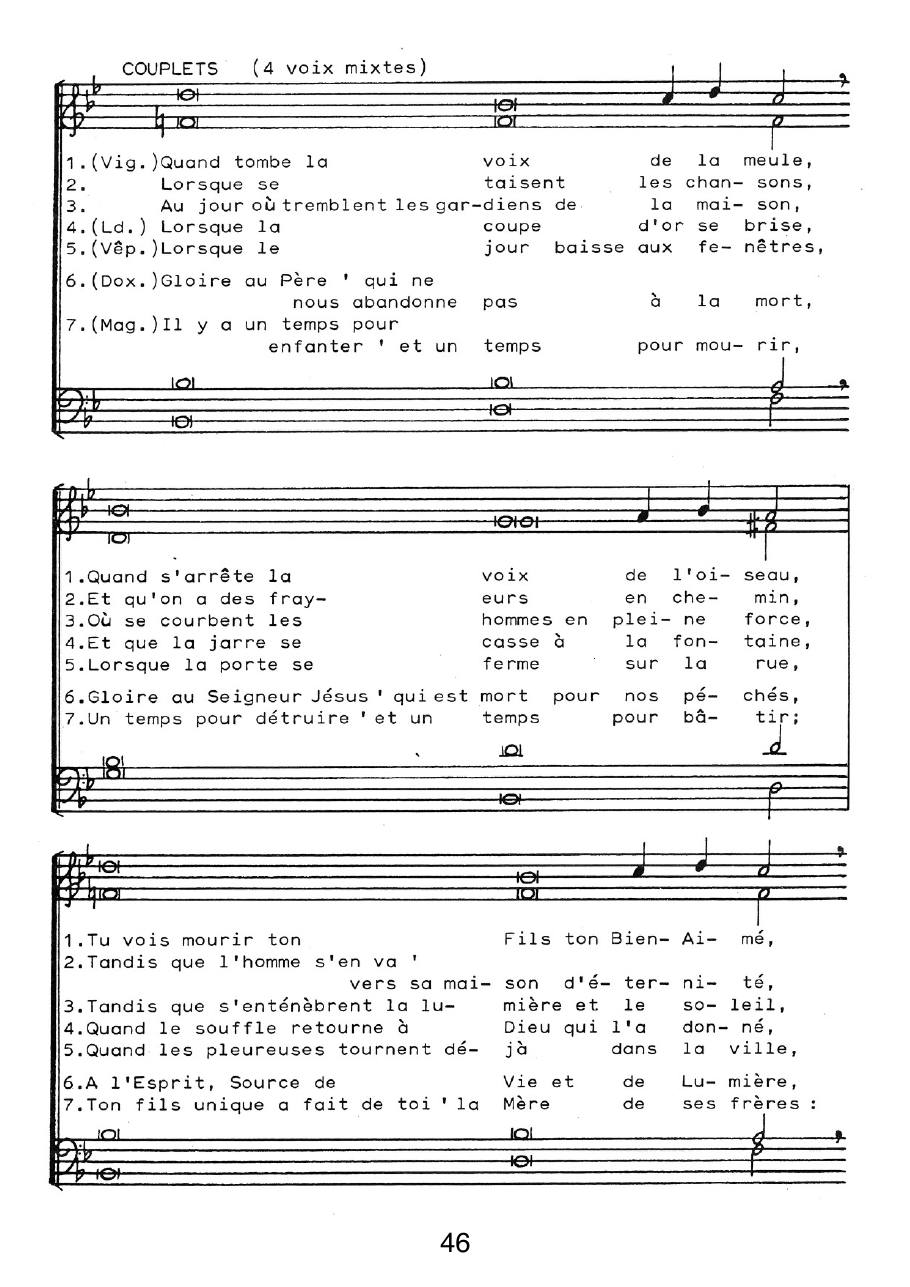 COUPLETS (4 voix mixtes)
1.(Vig.)Quand tombe la voix de la meule,
2. Lorsque se taisent les chan- sons,
3. Au jour où tremblent les gar-diens de la mai- son,
4.(Ld.) Lorsque la coupe d'or se brise,
5.(Vêp.)Lorsque le jour baisse aux fe- nêtres,
6.(Dox.)Gloire au Père ' qui ne
nous abandonne pas à la mort,
7.(Mag.)Il y a un temps pour
enfanter ' et un temps pour mou- rir,
1.Quand s'arrête la voix de l'oi- seau,
2.Et qu'on a des fray- eurs en che- min,
3.Où se courbent les hommes en plei- ne force,
4.Et que la jarre se casse à la fon- taine,
5.Lorsque la porte se ferme sur la rue,
6.Gloire au Seigneur Jésus ' qui est mort pour nos pé- chés,
7.Un temps pour détruire ' et un temps pour bâ- tir;
1.Tu vois mourir ton Fils ton Bien- Ai- mé,
2.Tandis que l'homme s'en va '
vers sa mai- son d'é- ter- ni- té,
3.Tandis que s'enténèbrent la lu- mière et le so- leil,
4.Quand le souffle retourne à Dieu qui l'a don- né,
5.Quand les pleureuses tournent dé- jà dans la ville,
6.A l'Esprit, Source de Vie et de Lu- mière,
7.Ton fils unique a fait de toi ' la Mère de ses frères :
46